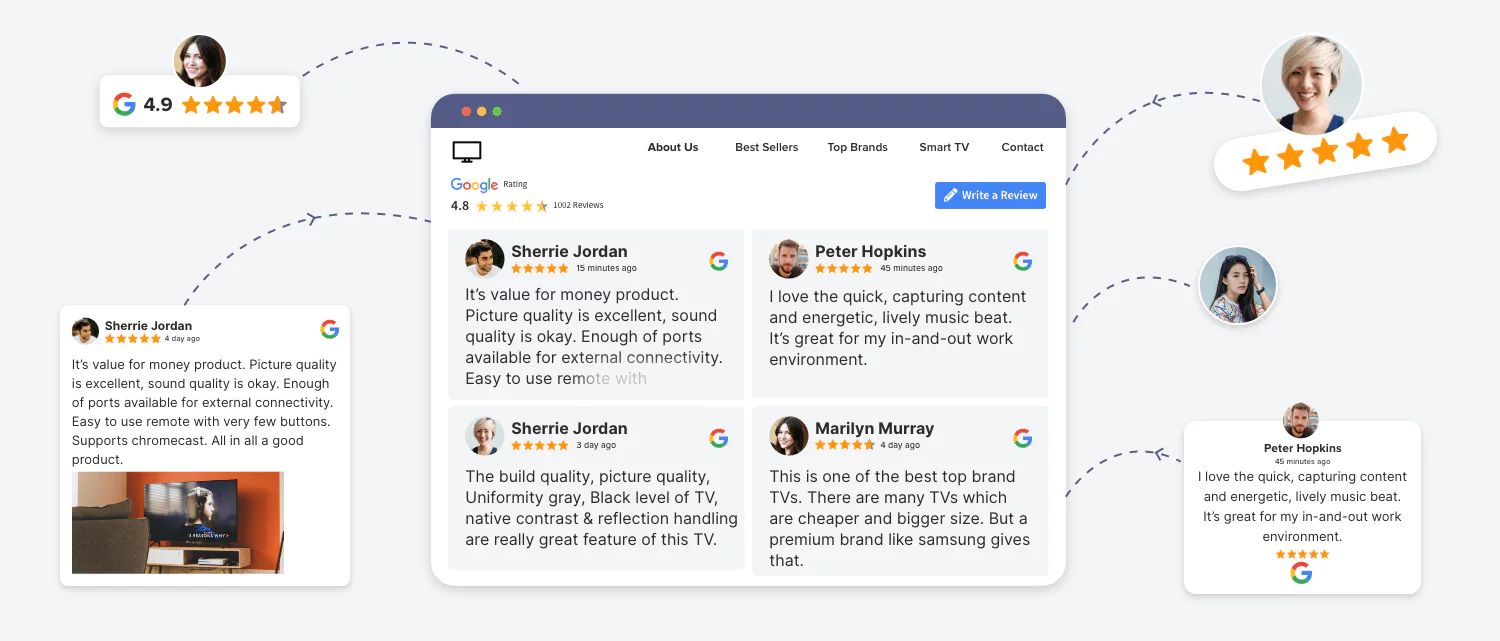 4.9
About Us
Best Sellers
Top Brands
Smart TV
Contact
Google Rating
4.8 1002 Reviews
Write a Review
Sherrie Jordan
15 minutes ago
It’s value for money product.
Picture quality is excellent, sound
quality is okay. Enough of ports
available for external connectivity.
Easy to use remote with
Peter Hopkins
45 minutes ago
I love the quick, capturing content
and energetic, lively music beat.
It’s great for my in-and-out work
environment.
Sherrie Jordan
3 day ago
The build quality, picture quality,
Uniformity gray, Black level of TV,
native contrast & reflection handling
are really great feature of this TV.
Marilyn Murray
4 day ago
This is one of the best top brand
TVs. There are many TVs which
are cheaper and bigger size. But a
premium brand like samsung gives
that.
Sherrie Jordan
4 day ago
It’s value for money product. Picture quality
is excellent, sound quality is okay. Enough
of ports available for external connectivity.
Easy to use remote with very few buttons.
Supports chromecast. All in all a good
product.
REASONS WHY
Peter Hopkins
45 minutes ago
I love the quick, capturing content
and energetic, lively music beat.
It’s great for my in-and-out work
environment.